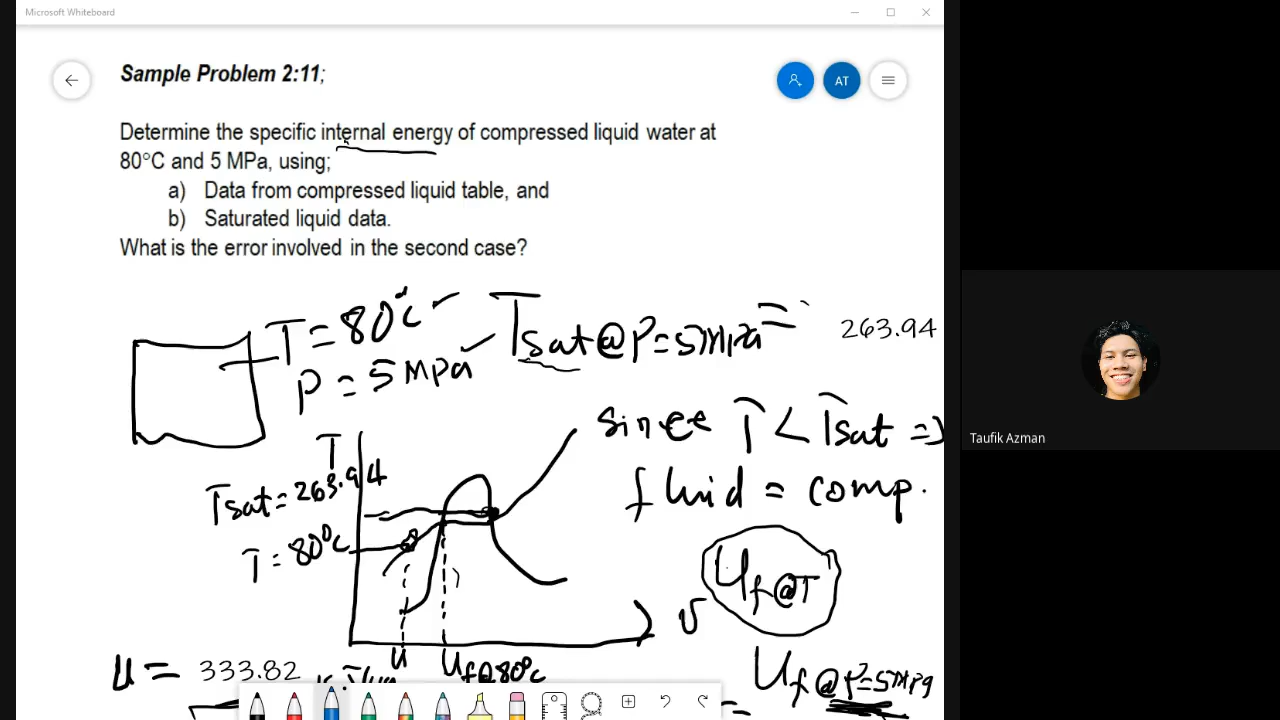 Microsoft Whiteboard
Sample Problem 2:11;
AT
Determine the specific internal energy of compressed liquid water at
80°C and 5 MPa, using;
a) Data from compressed liquid table, and
b) Saturated liquid data.
What is the error involved in the second case?
T = 80°C
P = 5 MPa
Tsat@P=5MPa =
263.94
since T < Tsat =>
fluid = comp.
T
Tsat = 263.94
T = 80°C
Uf@T
v
u = 333.82
u
Uf@80°C
Uf@P=5MPa
=
Taufik Azman